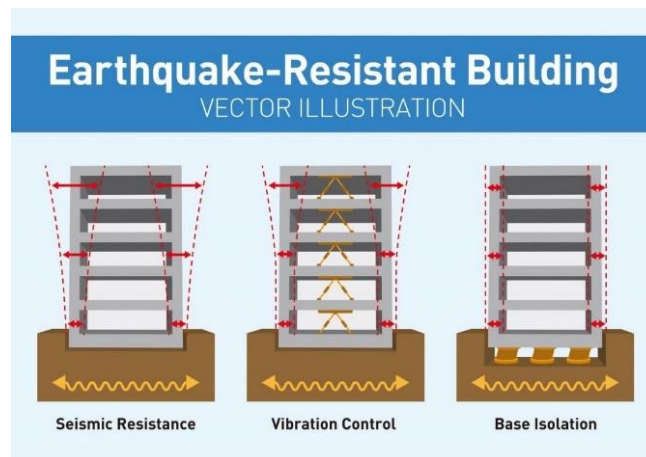 Earthquake-Resistant Building
VECTOR ILLUSTRATION
Seismic Resistance
Vibration Control
Base Isolation